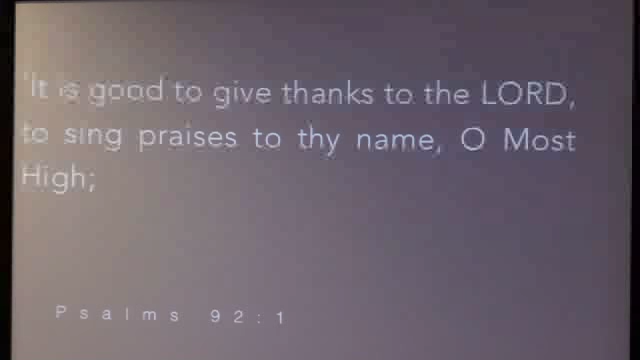 'It is good to give thanks to the LORD,
to sing praises to thy name, O Most
High;
Psalms 92:1